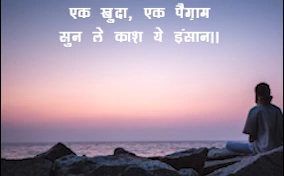 एक खुदा, एक पैग़ाम
सुन ले काश ये इंसान।।